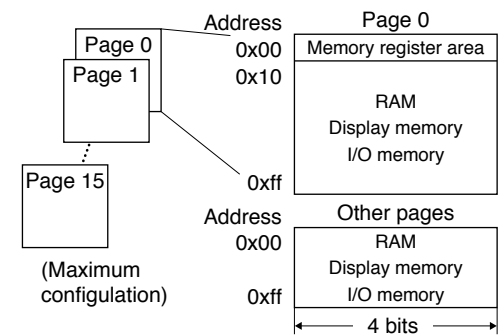 Page 0
Page 1
Page 15
(Maximum
configulation)
Address
Page 0
0x00
Memory register area
0x10
RAM
Display memory
I/O memory
0xff
Address
Other pages
0x00
RAM
Display memory
0xff
I/O memory
4 bits